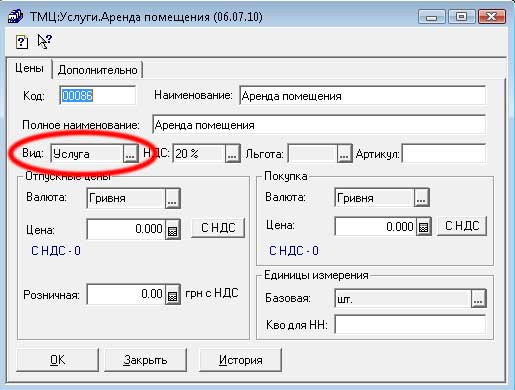 ТМЦ:Услуги.Аренда помещения (06.07.10)
Цены Дополнительно
Код: 00086 Наименование: Аренда помещения
Полное наименование: Аренда помещения
Вид: Услуга ... НДС: 20 % ... Льгота: ... Артикул:
Отпускные цены Покупка
Валюта: Гривня ... Валюта: Гривня ...
Цена: 0.000 С НДС Цена: 0.000 С НДС
С НДС - 0 С НДС - 0
Единицы измерения
Розничная: 0.00 грн с НДС Базовая: шт. ...
Кво для НН:
OK Закрыть История